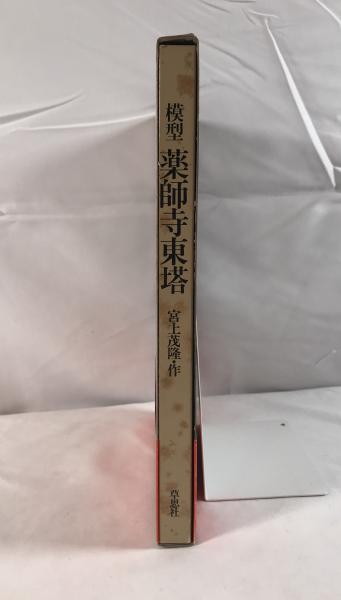 模型
薬師寺東塔
宮上茂隆・作
草思社